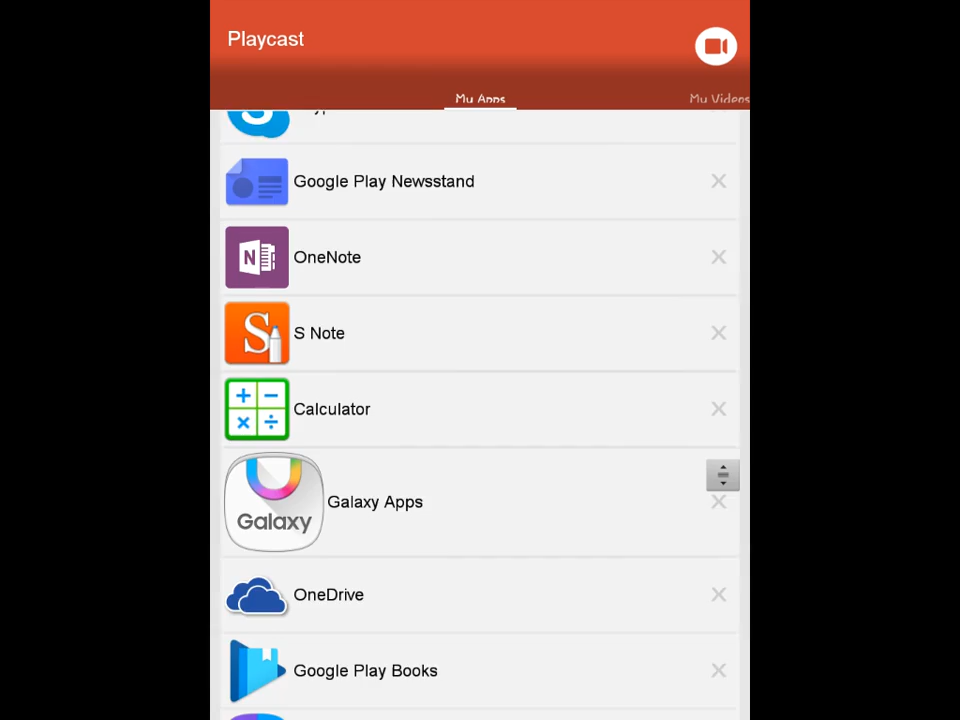 Playcast
My Apps
My Videos
Google Play Newsstand
N
OneNote
S
S Note
Calculator
Galaxy
Galaxy Apps
OneDrive
Google Play Books